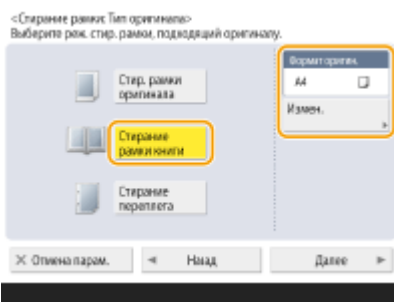 <Стирание рамки: Тип оригинала>
Выберите реж. стир. рамки, подходящий оригиналу.
Формат оригин.
A4
Измен.
Стир. рамки
оригинала
Стирание
рамки книги
Стирание
переплета
Отмена парам.
Назад
Далее